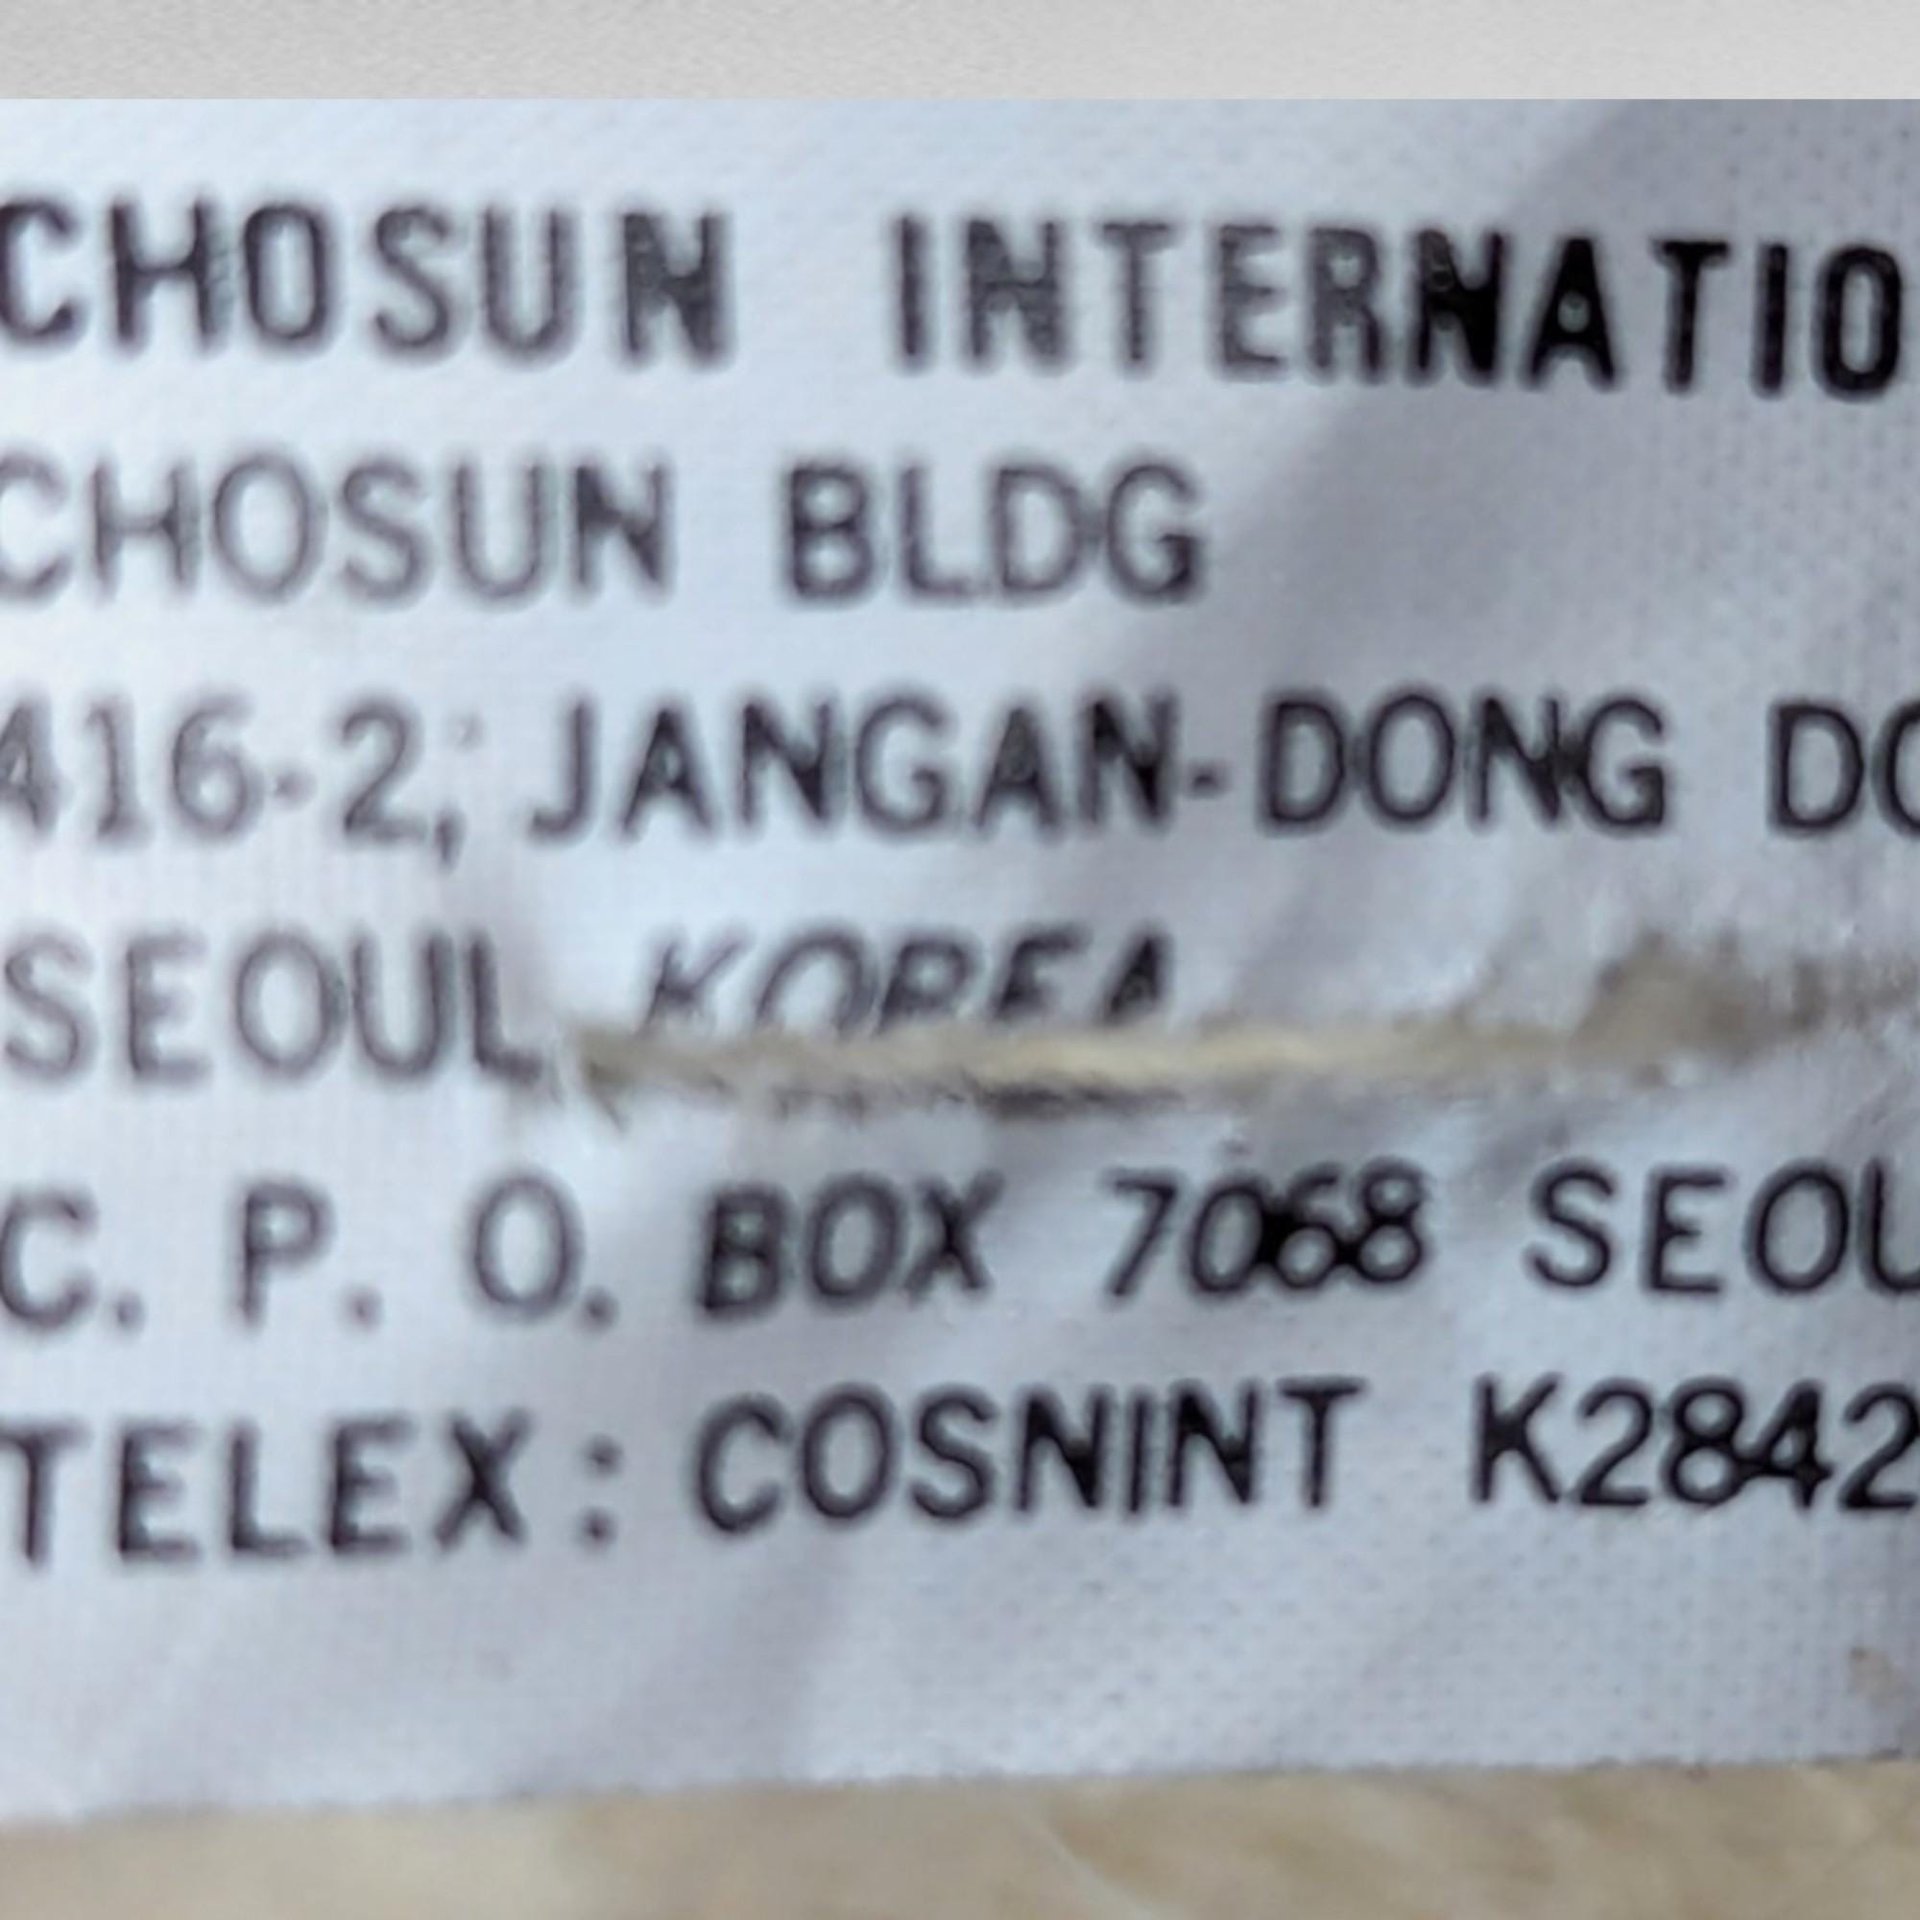 CHOSUN INTERNATIO
CHOSUN BLDG
416-2, JANGAN-DONG DO
SEOUL KOREA
C. P. O. BOX 7068 SEOU
TELEX: COSNINT K2842